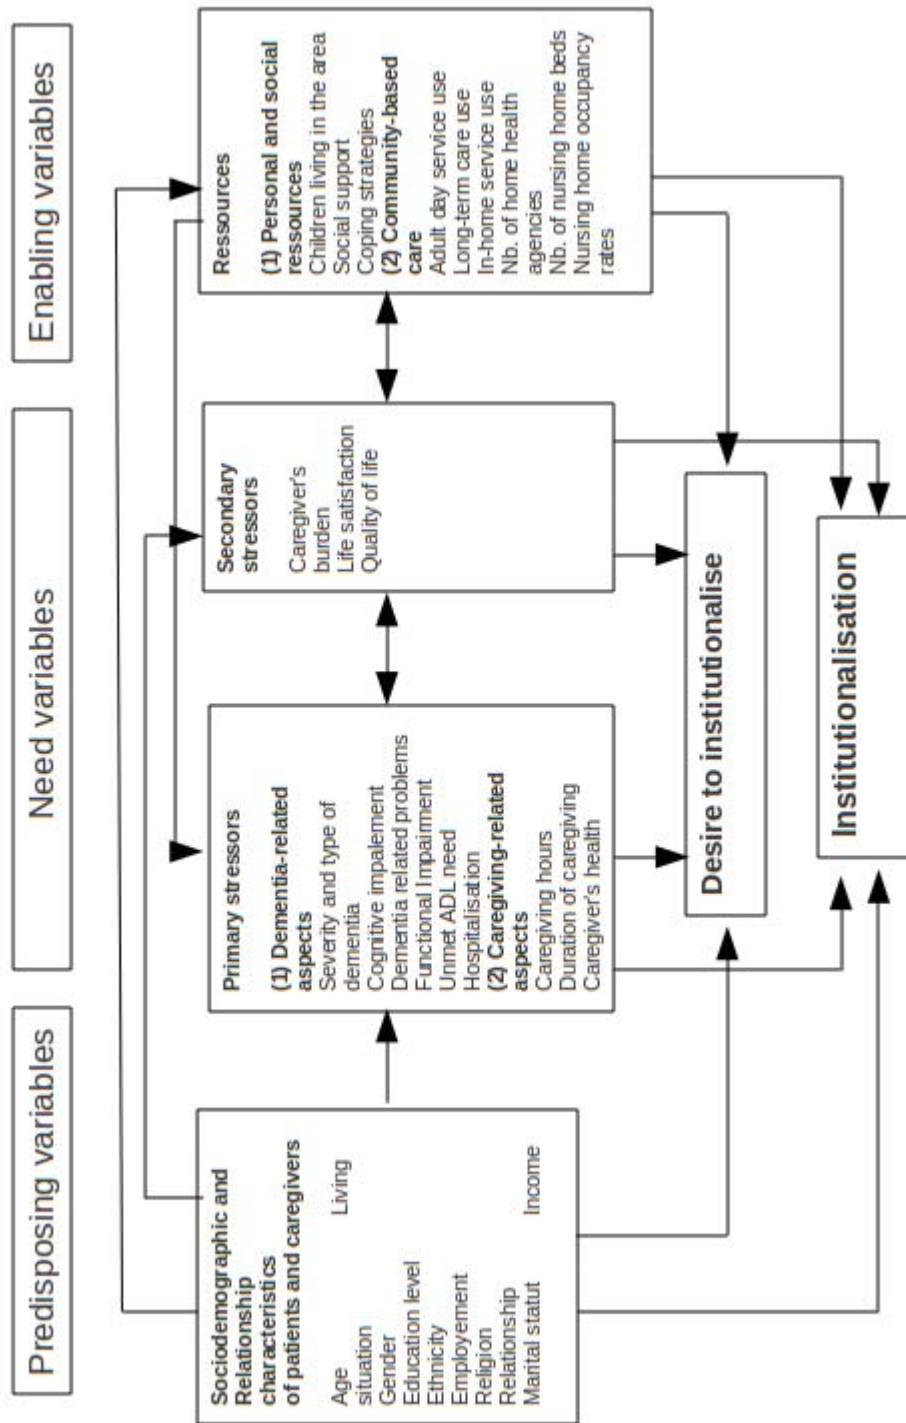 Predisposing variables
Need variables
Enabling variables
Sociodemographic and
Relationship
characteristics
of patients and caregivers
Age Living
situation
Gender
Education level
Ethnicity
Employement
Religion
Relationship
Marital statut Income
Primary stressors
(1) Dementia-related
aspects
Severity and type of
dementia
Cognitive impalement
Dementia related problems
Functional Impairment
Unmet ADL need
Hospitalisation
(2) Caregiving-related
aspects
Caregiving hours
Duration of caregiving
Caregiver's health
Secondary
stressors
Caregiver's
burden
Life satisfaction
Quality of life
Ressources
(1) Personal and social
ressources
Children living in the area
Social support
Coping strategies
(2) Community-based
care
Adult day service use
Long-term care use
In-home service use
Nb. of home health
agencies
Nb. of nursing home beds
Nursing home occupancy
rates
Desire to institutionalise
Institutionalisation